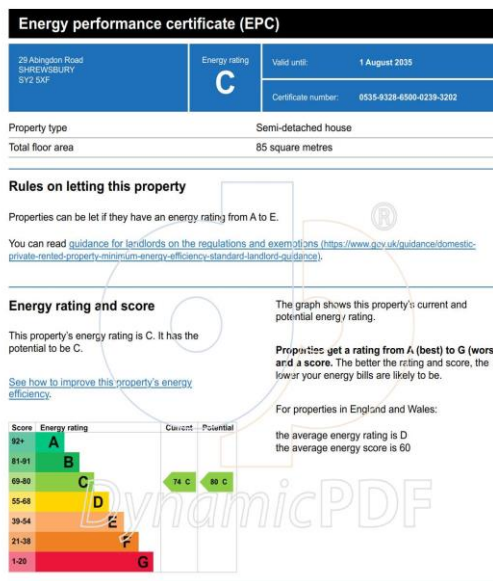 Energy performance certificate (EPC)
29 Abingdon Road
SHREWSBURY
SY2 5XF
Energy rating
C
Valid until: 1 August 2035
Certificate number: 0535-9328-6500-0239-3202
Property type Semi-detached house
Total floor area 85 square metres
Rules on letting this property
Properties can be let if they have an energy rating from A to E.
You can read guidance for landlords on the regulations and exemptions (https://www.gov.uk/guidance/domestic-
private-rented-property-minimum-energy-efficiency-standard-landlord-guidance).
Energy rating and score
This property's energy rating is C. It has the
potential to be C.
See how to improve this property's energy
efficiency.
Score Energy rating Current Potential
92+ A
81-91 B
69-80 C 74 C 80 C
55-68 D
39-54 E
21-38 F
1-20 G
The graph shows this property's current and
potential energy rating.
Properties get a rating from A (best) to G (wors
and a score. The better the rating and score, the
lower your energy bills are likely to be.
For properties in England and Wales:
the average energy rating is D
the average energy score is 60
®
DynamicPDF